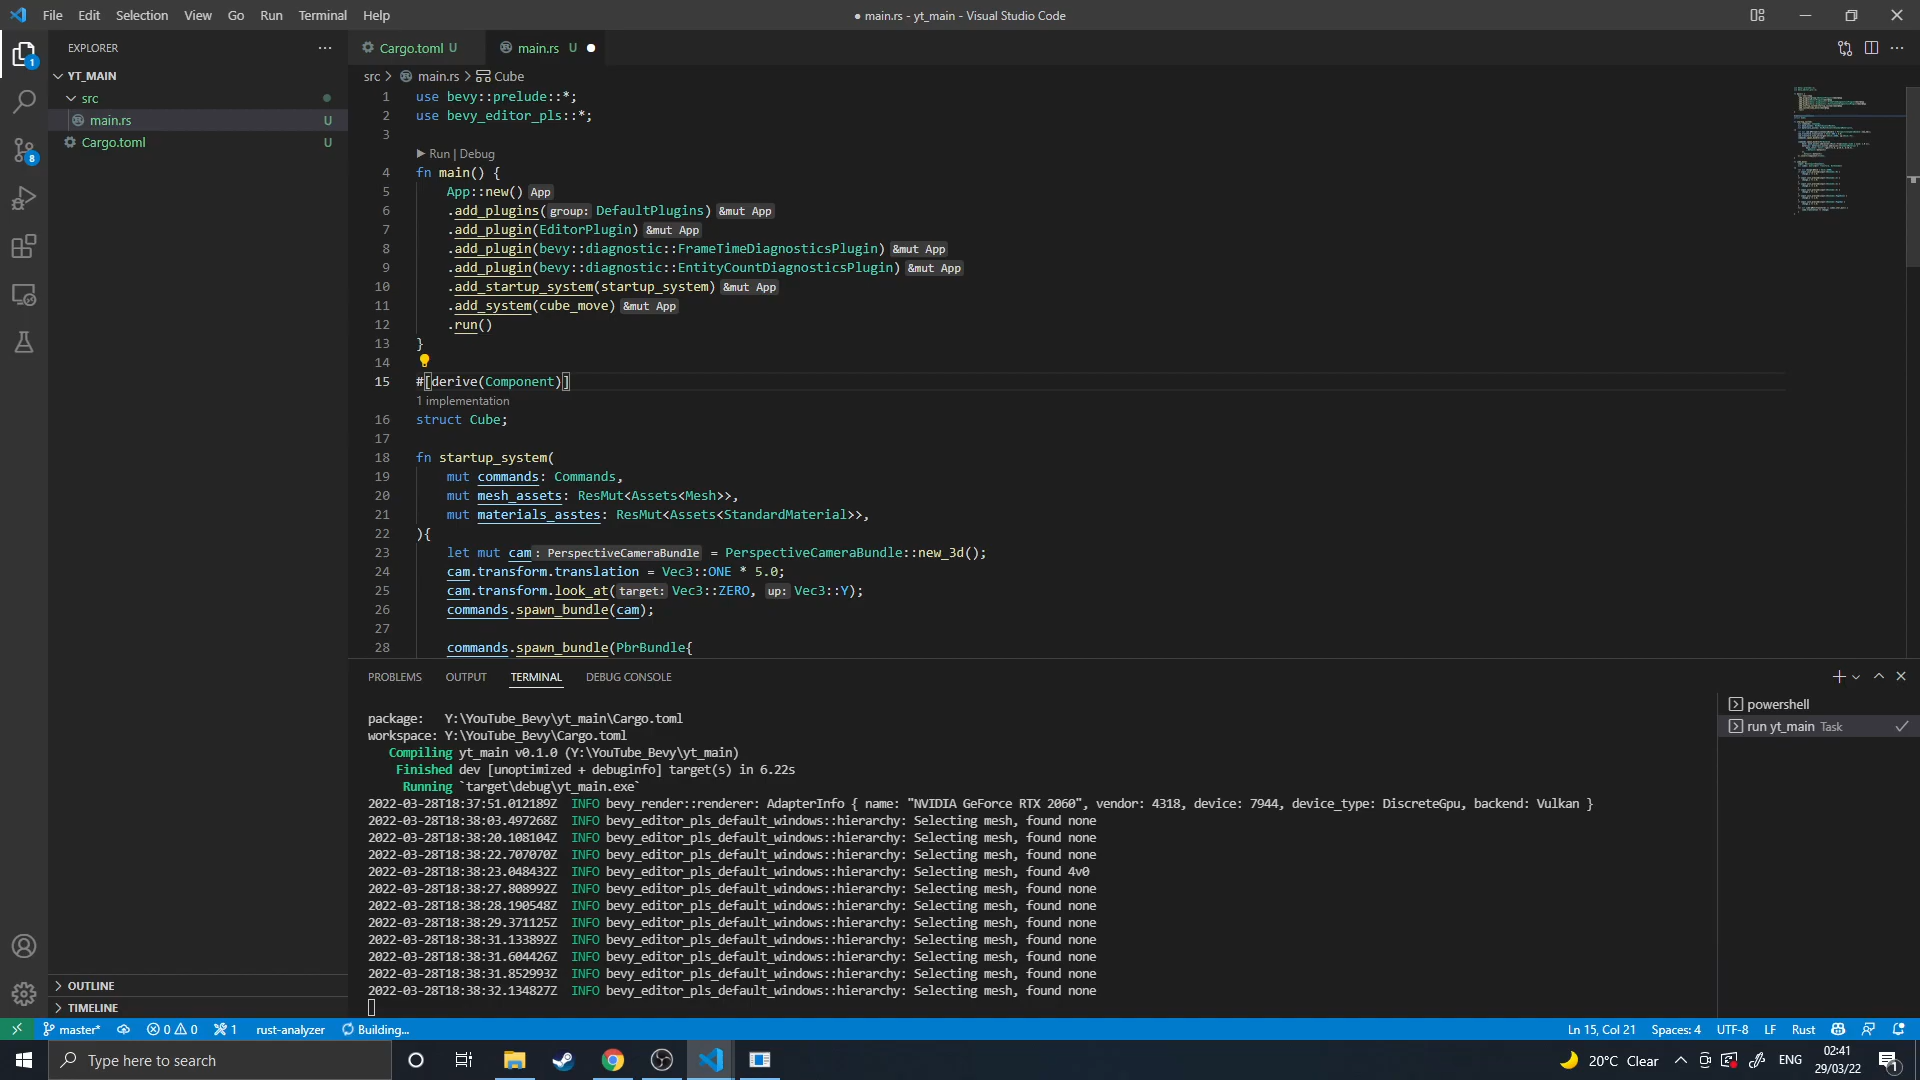 File Edit Selection View Go Run Terminal Help
● main.rs - yt_main - Visual Studio Code
EXPLORER
YT_MAIN
src
main.rs U
Cargo.toml U
1
8
Cargo.toml U
main.rs U
src > main.rs > Cube
1 use bevy::prelude::*;
2 use bevy_editor_pls::*;
3
Run | Debug
4 fn main() {
5 App::new() App
6 .add_plugins(group: DefaultPlugins) &mut App
7 .add_plugin(EditorPlugin) &mut App
8 .add_plugin(bevy::diagnostic::FrameTimeDiagnosticsPlugin) &mut App
9 .add_plugin(bevy::diagnostic::EntityCountDiagnosticsPlugin) &mut App
10 .add_startup_system(startup_system) &mut App
11 .add_system(cube_move) &mut App
12 .run()
13 }
14
15 #[derive(Component)]
1 implementation
16 struct Cube;
17
18 fn startup_system(
19 mut commands: Commands,
20 mut mesh_assets: ResMut<Assets<Mesh>>,
21 mut materials_asstes: ResMut<Assets<StandardMaterial>>,
22 ){
23 let mut cam: PerspectiveCameraBundle = PerspectiveCameraBundle::new_3d();
24 cam.transform.translation = Vec3::ONE * 5.0;
25 cam.transform.look_at(target: Vec3::ZERO, up: Vec3::Y);
26 commands.spawn_bundle(cam);
27
28 commands.spawn_bundle(PbrBundle{
PROBLEMS OUTPUT TERMINAL DEBUG CONSOLE
package: Y:\YouTube_Bevy\yt_main\Cargo.toml
workspace: Y:\YouTube_Bevy\Cargo.toml
Compiling yt_main v0.1.0 (Y:\YouTube_Bevy\yt_main)
Finished dev [unoptimized + debuginfo] target(s) in 6.22s
Running `target\debug\yt_main.exe`
2022-03-28T18:37:51.012189Z INFO bevy_render::renderer: AdapterInfo { name: "NVIDIA GeForce RTX 2060", vendor: 4318, device: 7944, device_type: DiscreteGpu, backend: Vulkan }
2022-03-28T18:38:03.497268Z INFO bevy_editor_pls_default_windows::hierarchy: Selecting mesh, found none
2022-03-28T18:38:20.108104Z INFO bevy_editor_pls_default_windows::hierarchy: Selecting mesh, found none
2022-03-28T18:38:22.707070Z INFO bevy_editor_pls_default_windows::hierarchy: Selecting mesh, found none
2022-03-28T18:38:23.048432Z INFO bevy_editor_pls_default_windows::hierarchy: Selecting mesh, found 4v0
2022-03-28T18:38:27.808992Z INFO bevy_editor_pls_default_windows::hierarchy: Selecting mesh, found none
2022-03-28T18:38:28.190548Z INFO bevy_editor_pls_default_windows::hierarchy: Selecting mesh, found none
2022-03-28T18:38:29.371125Z INFO bevy_editor_pls_default_windows::hierarchy: Selecting mesh, found none
2022-03-28T18:38:31.133892Z INFO bevy_editor_pls_default_windows::hierarchy: Selecting mesh, found none
2022-03-28T18:38:31.604426Z INFO bevy_editor_pls_default_windows::hierarchy: Selecting mesh, found none
2022-03-28T18:38:31.852993Z INFO bevy_editor_pls_default_windows::hierarchy: Selecting mesh, found none
2022-03-28T18:38:32.134827Z INFO bevy_editor_pls_default_windows::hierarchy: Selecting mesh, found none
powershell
run yt_main Task
OUTLINE
TIMELINE
master* 0 0 1 rust-analyzer Building...
Ln 15, Col 21 Spaces: 4 UTF-8 LF Rust
Type here to search
20°C Clear ENG
02:41
29/03/22
1